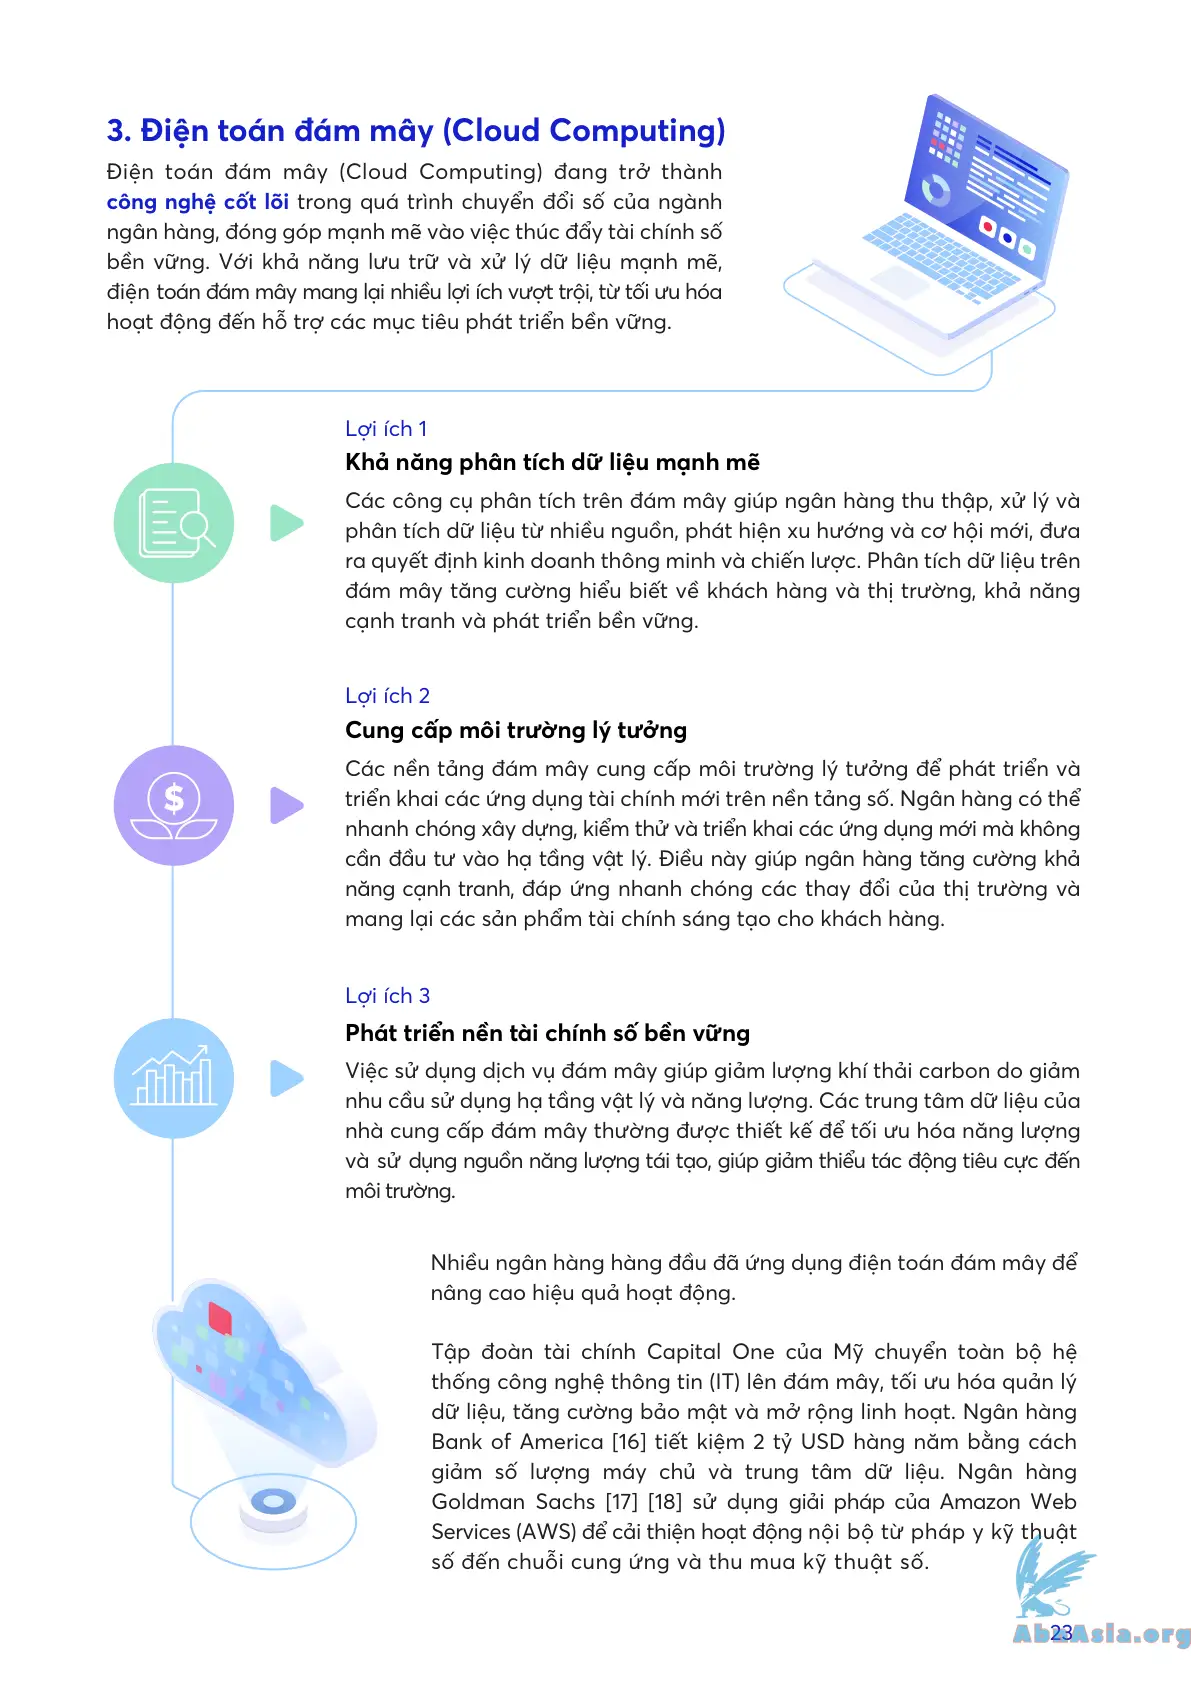 3. Điện toán đám mây (Cloud Computing)
Điện toán đám mây (Cloud Computing) đang trở thành
công nghệ cốt lõi trong quá trình chuyển đổi số của ngành
ngân hàng, đóng góp mạnh mẽ vào việc thúc đẩy tài chính số
bền vững. Với khả năng lưu trữ và xử lý dữ liệu mạnh mẽ,
điện toán đám mây mang lại nhiều lợi ích vượt trội, từ tối ưu hóa
hoạt động đến hỗ trợ các mục tiêu phát triển bền vững.
Lợi ích 1
Khả năng phân tích dữ liệu mạnh mẽ
Các công cụ phân tích trên đám mây giúp ngân hàng thu thập, xử lý và
phân tích dữ liệu từ nhiều nguồn, phát hiện xu hướng và cơ hội mới, đưa
ra quyết định kinh doanh thông minh và chiến lược. Phân tích dữ liệu trên
đám mây tăng cường hiểu biết về khách hàng và thị trường, khả năng
cạnh tranh và phát triển bền vững.
Lợi ích 2
Cung cấp môi trường lý tưởng
Các nền tảng đám mây cung cấp môi trường lý tưởng để phát triển và
triển khai các ứng dụng tài chính mới trên nền tảng số. Ngân hàng có thể
nhanh chóng xây dựng, kiểm thử và triển khai các ứng dụng mới mà không
cần đầu tư vào hạ tầng vật lý. Điều này giúp ngân hàng tăng cường khả
năng cạnh tranh, đáp ứng nhanh chóng các thay đổi của thị trường và
mang lại các sản phẩm tài chính sáng tạo cho khách hàng.
$
Lợi ích 3
Phát triển nền tài chính số bền vững
Việc sử dụng dịch vụ đám mây giúp giảm lượng khí thải carbon do giảm
nhu cầu sử dụng hạ tầng vật lý và năng lượng. Các trung tâm dữ liệu của
nhà cung cấp đám mây thường được thiết kế để tối ưu hóa năng lượng
và sử dụng nguồn năng lượng tái tạo, giúp giảm thiểu tác động tiêu cực đến
môi trường.
Nhiều ngân hàng hàng đầu đã ứng dụng điện toán đám mây để
nâng cao hiệu quả hoạt động.
Tập đoàn tài chính Capital One của Mỹ chuyển toàn bộ hệ
thống công nghệ thông tin (IT) lên đám mây, tối ưu hóa quản lý
dữ liệu, tăng cường bảo mật và mở rộng linh hoạt. Ngân hàng
Bank of America [16] tiết kiệm 2 tỷ USD hàng năm bằng cách
giảm số lượng máy chủ và trung tâm dữ liệu. Ngân hàng
Goldman Sachs [17] [18] sử dụng giải pháp của Amazon Web
Services (AWS) để cải thiện hoạt động nội bộ từ pháp y kỹ thuật
số đến chuỗi cung ứng và thu mua kỹ thuật số.
23